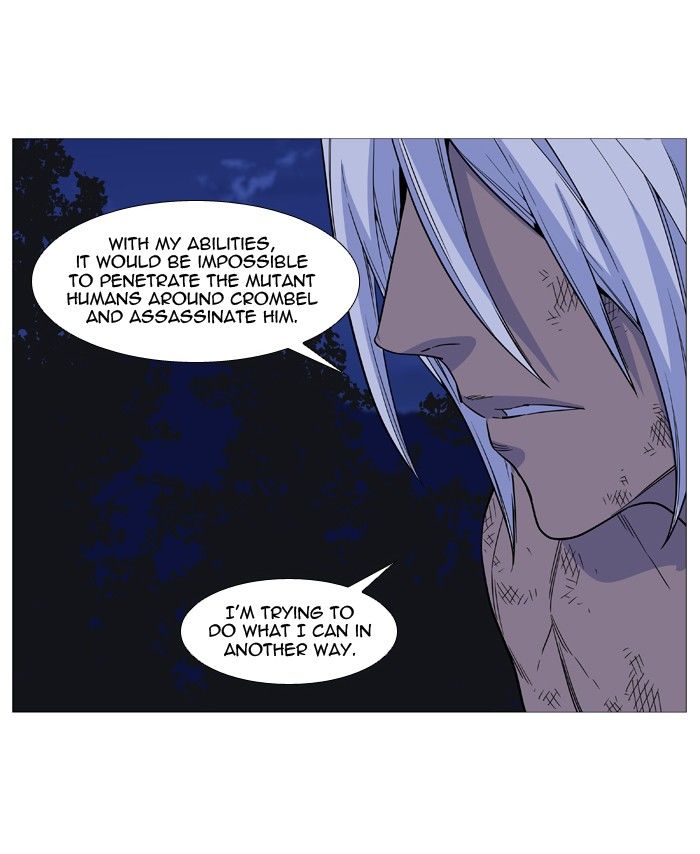 WITH MY ABILITIES,
IT WOULD BE IMPOSSIBLE
TO PENETRATE THE MUTANT
HUMANS AROUND CROMBEL
AND ASSASSINATE HIM.
I'M TRYING TO
DO WHAT I CAN IN
ANOTHER WAY.